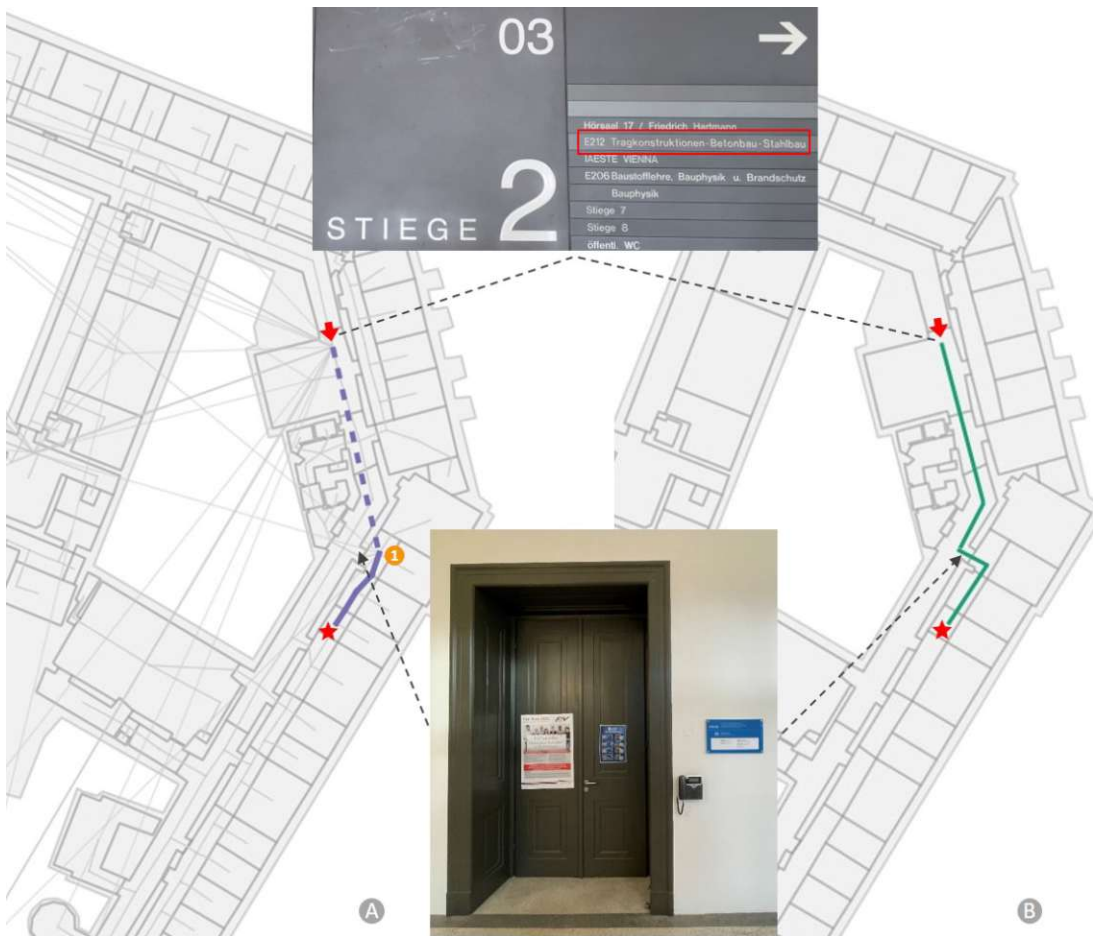 03
STIEGE 2
Hörsaal 17 / Friedrich Hartmann
E212 Tragkonstruktionen-Betonbau-Stahlbau
IAESTE VIENNA
E206 Baustofflehre, Bauphysik u. Brandschutz
Bauphysik
Stiege 7
Stiege 8
öffentl. WC
1
A
B